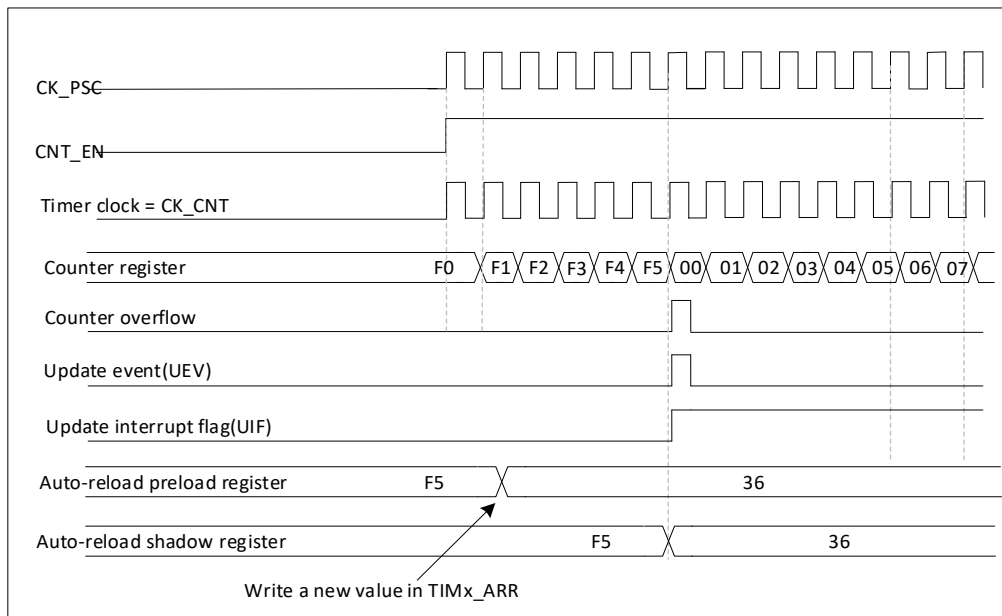 CK_PSC
CNT_EN
Timer clock = CK_CNT
Counter register F0 F1 F2 F3 F4 F5 00 01 02 03 04 05 06 07
Counter overflow
Update event(UEV)
Update interrupt flag(UIF)
Auto-reload preload register F5 36
Auto-reload shadow register F5 36
Write a new value in TIMx_ARR